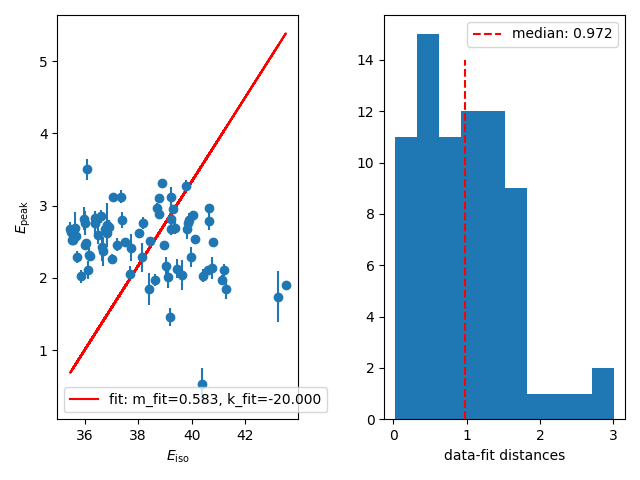 5
4
3
2
1
E_peak
36 38 40 42
E_iso
fit: m_fit=0.583, k_fit=-20.000
median: 0.972
14
12
10
8
6
4
2
0
0 1 2 3
data-fit distances